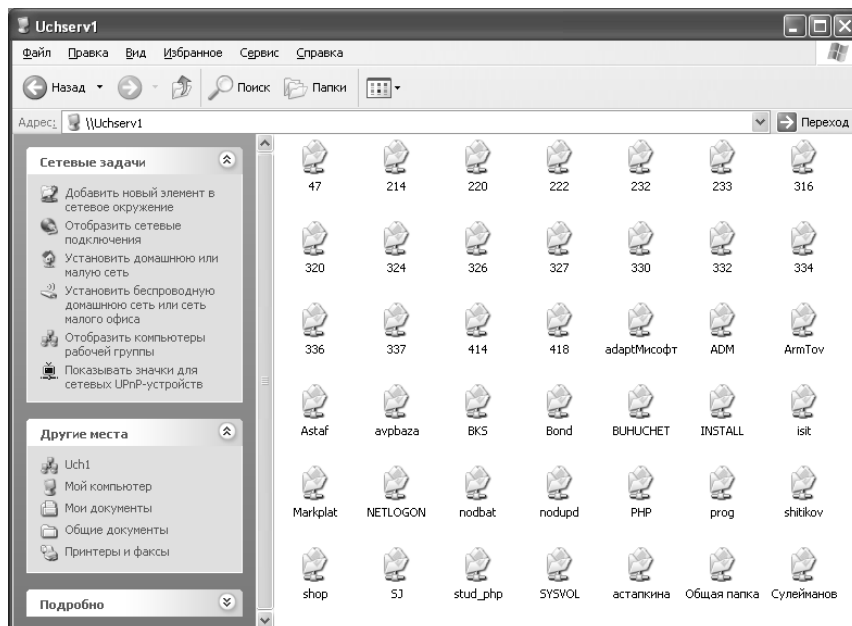 Uchserv1
Файл Правка Вид Избранное Сервис Справка
Назад Поиск Папки
Адрес: \\Uchserv1 Переход
Сетевые задачи
Добавить новый элемент в
сетевое окружение
Отобразить сетевые
подключения
Установить домашнюю или
малую сеть
Установить беспроводную
домашнюю сеть или сеть
малого офиса
Отобразить компьютеры
рабочей группы
Показывать значки для
сетевых UPnP-устройств
Другие места
Uch1
Мой компьютер
Мои документы
Общие документы
Принтеры и факсы
Подробно
47 214 220 222 232 233 316
320 324 326 327 330 332 334
336 337 414 418 adaptМисофт ADM ArmTov
Astaf avpbaza BKS Bond BUHUCHET INSTALL isit
Markplat NETLOGON nodbat nodupd PHP prog shitikov
shop SJ stud_php SYSVOL астапкина Общая папка Сулейманов